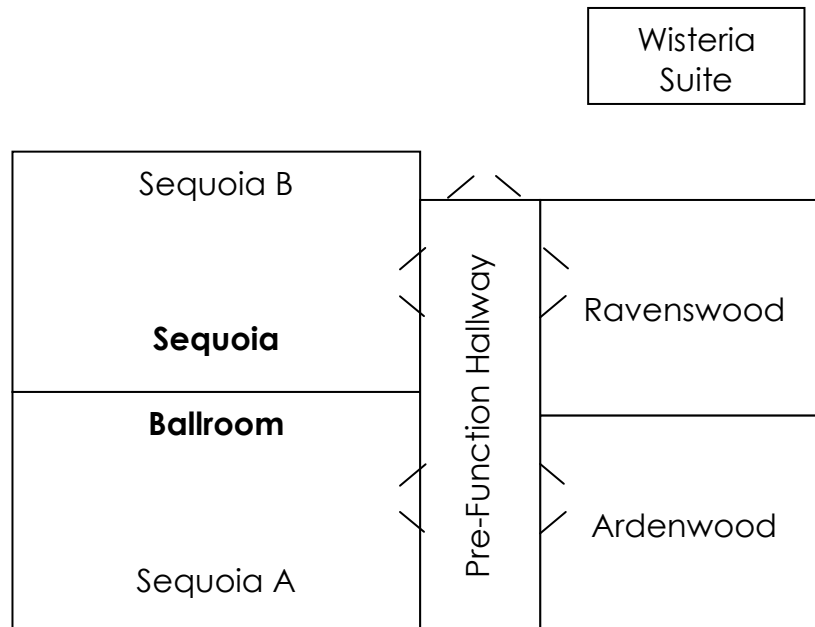 Wisteria
Suite
Sequoia B
Sequoia
Ballroom
Sequoia A
Pre-Function Hallway
Ravenswood
Ardenwood